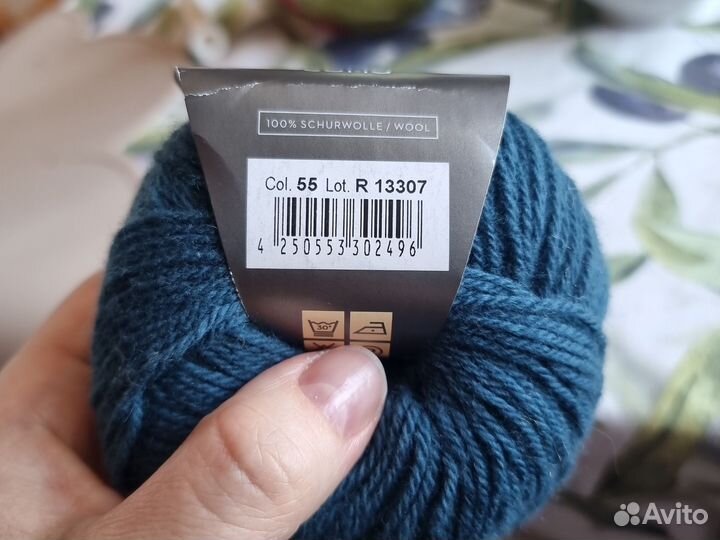 100% SCHURWOLLE / WOOL
Col. 55 Lot. R 13307
4 250553 302496
30°
Avito